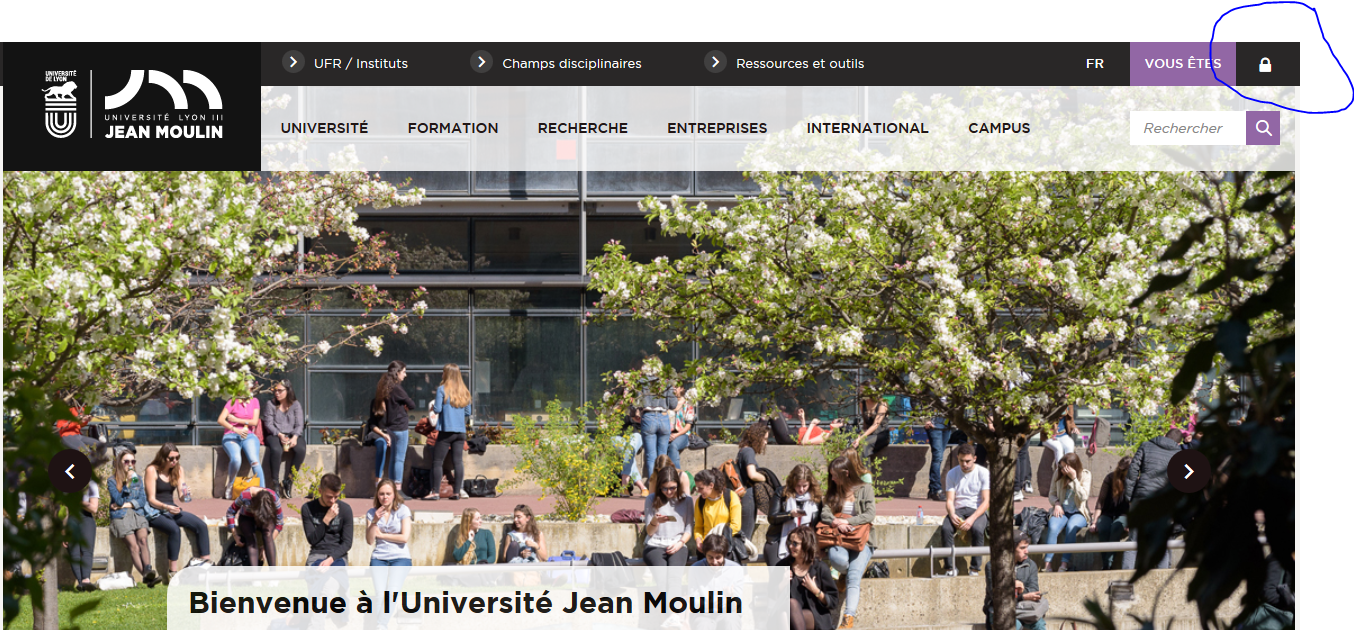 UNIVERSITÉ
DE LYON
UNIVERSITÉ LYON III
JEAN MOULIN
UFR / Instituts
Champs disciplinaires
Ressources et outils
FR
VOUS ÊTES
UNIVERSITÉ
FORMATION
RECHERCHE
ENTREPRISES
INTERNATIONAL
CAMPUS
Rechercher
Bienvenue à l'Université Jean Moulin